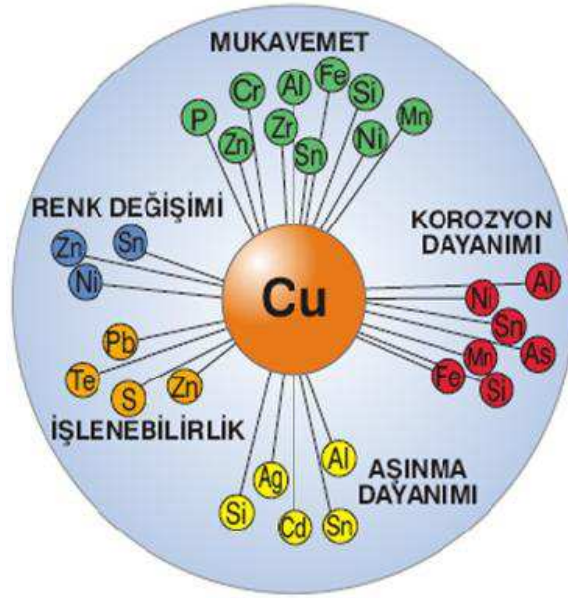 MUKAVEMET
P
Cr
Al
Fe
Si
Mn
Zn
Zr
Sn
Ni
RENK DEĞİŞİMİ
Zn
Sn
Ni
KOROZYON
DAYANIMI
Al
Ni
Sn
As
Mn
Fe
Si
Cu
Pb
Te
S
Zn
İŞLENEBİLİRLİK
Al
Ag
Si
Cd
Sn
AŞINMA
DAYANIMI